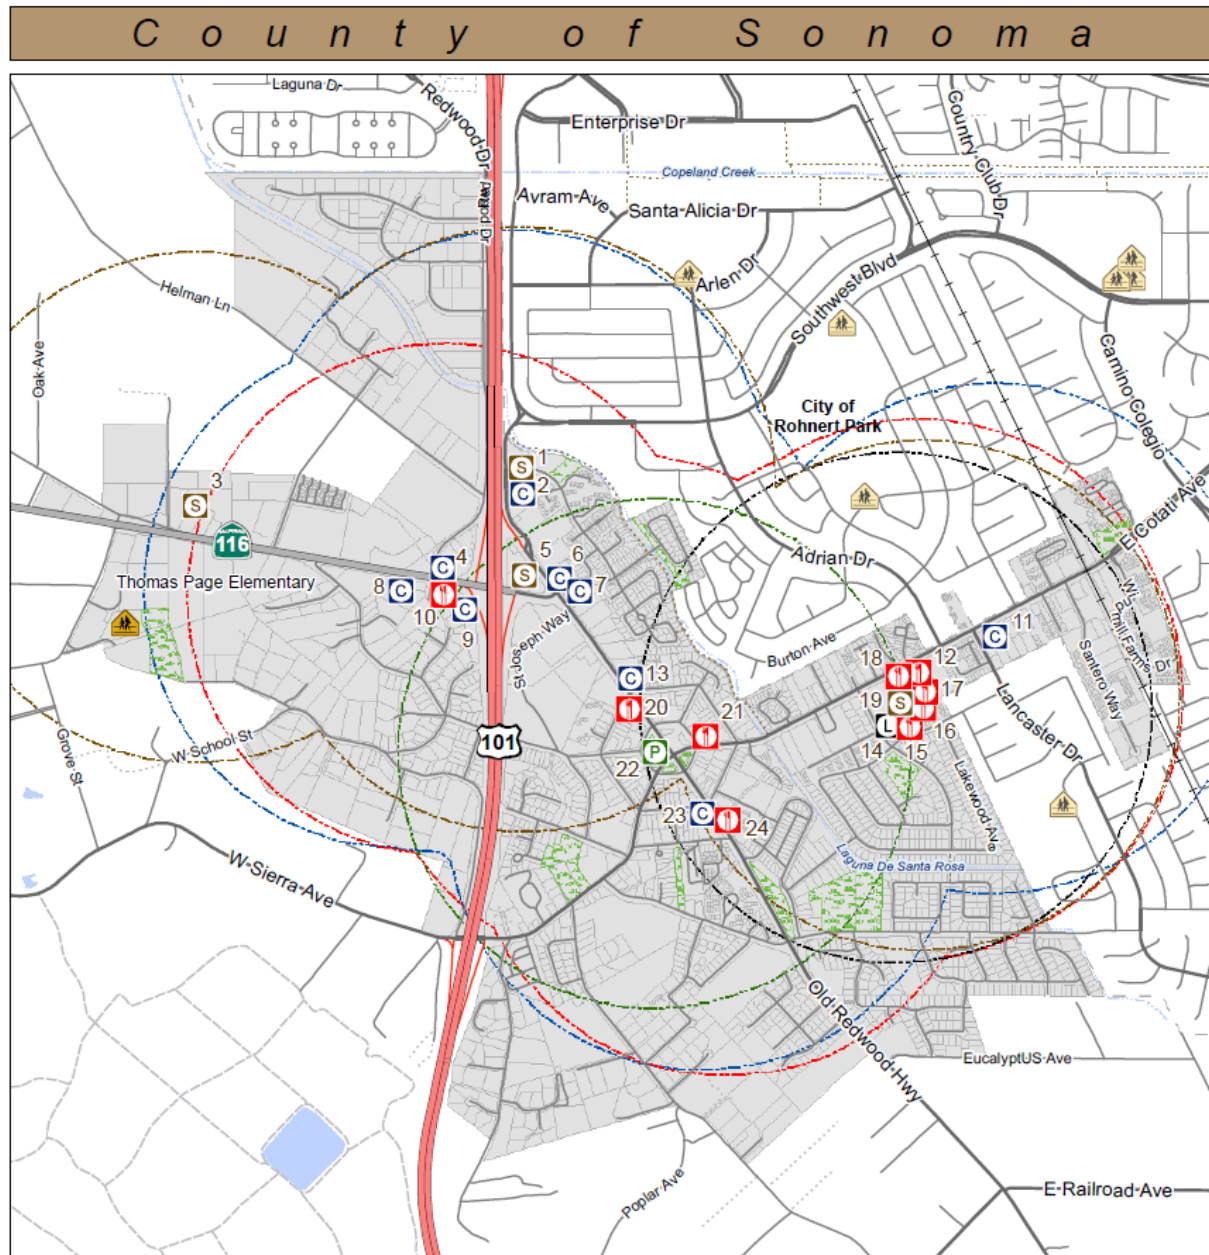 County of Sonoma
Laguna Dr
Redwood Dr
Enterprise Dr
Country Club Dr
Copeland Creek
Avram Ave
Santa Alicia Dr
Arlen Dr
Southwest Blvd
Helman Ln
Oak Ave
Camino Colegio
City of
Rohnert Park
1
S
2
C
3
S
116
E Cotati Ave
Adrian Dr
4
C
5
S
6
C
7
C
8
C
Thomas Page Elementary
10
9
C
11
C
Burton Ave
Santero Way
Lancaster Dr
13
C
18
12
17
19
S
20
21
16
14
L
15
101
W School St
Grove St
22
P
Lakewood Ave
23
C
24
Laguna De Santa Rosa
W Sierra Ave
Old Redwood Hwy
EucalyptUS Ave
Poplar Ave
E Railroad Ave